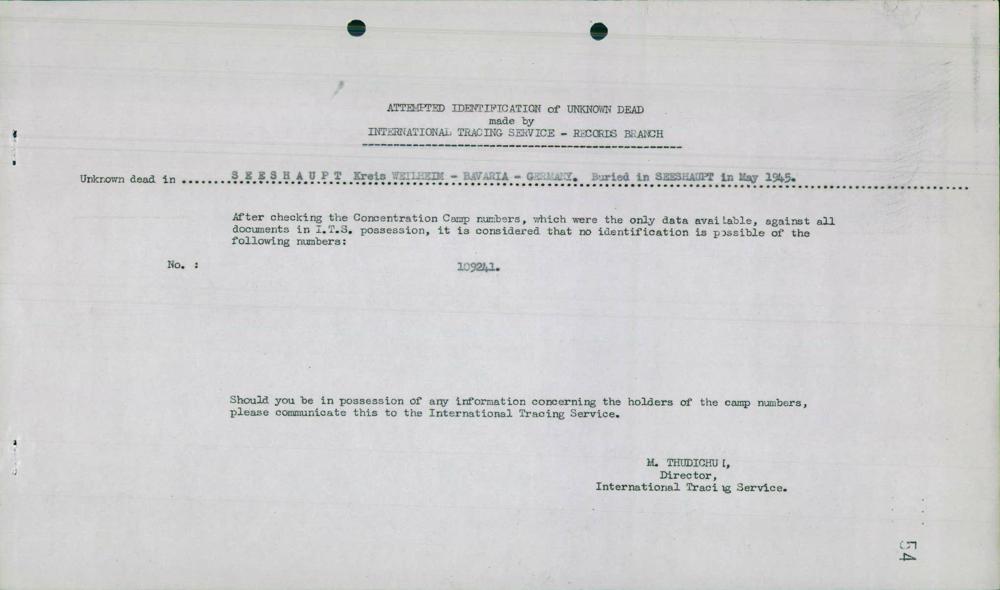 ATTEMPTED IDENTIFICATION of UNKNOWN DEAD
made by
INTERNATIONAL TRACING SERVICE - RECORDS BRANCH
Unknown dead in ....... S E E S H A U P T Kreis WEILHEIM - BAVARIA - GERMANY. Buried in SEESHAUPT in May 1945.
After checking the Concentration Camp numbers, which were the only data available, against all
documents in I.T.S. possession, it is considered that no identification is possible of the
following numbers:
No. : 109241.
Should you be in possession of any information concerning the holders of the camp numbers,
please communicate this to the International Tracing Service.
M. THUDICHUM,
Director,
International Tracing Service.
54